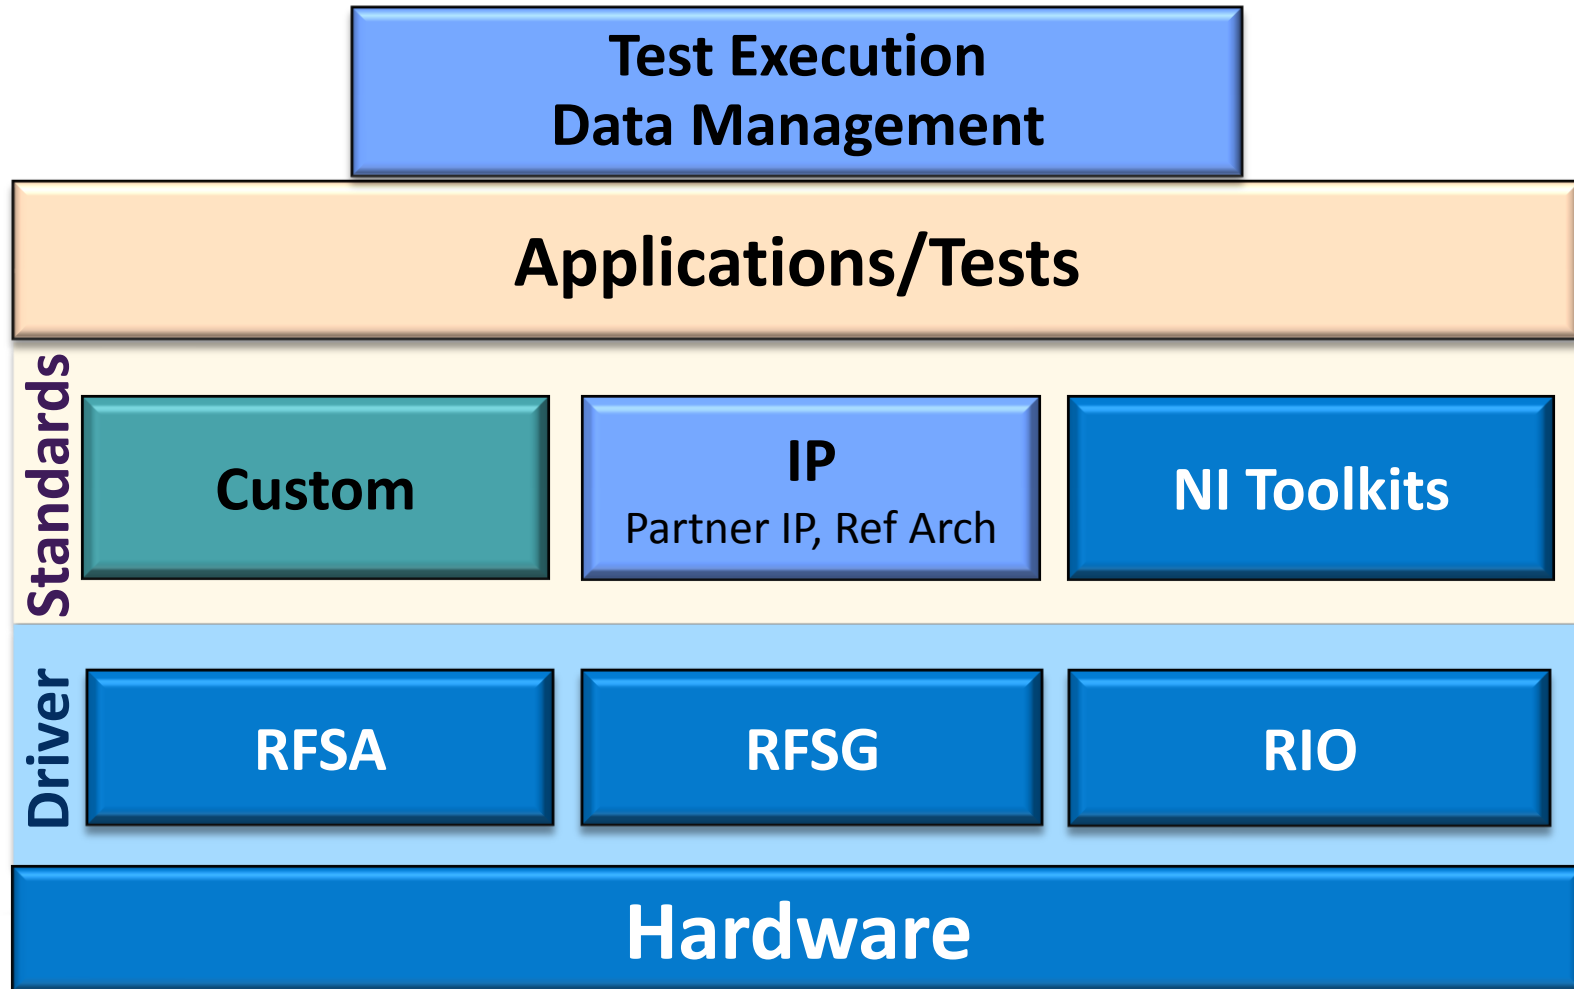 Test Execution
Data Management
Applications/Tests
Standards
Custom
IP
Partner IP, Ref Arch
NI Toolkits
Driver
RFSA
RFSG
RIO
Hardware